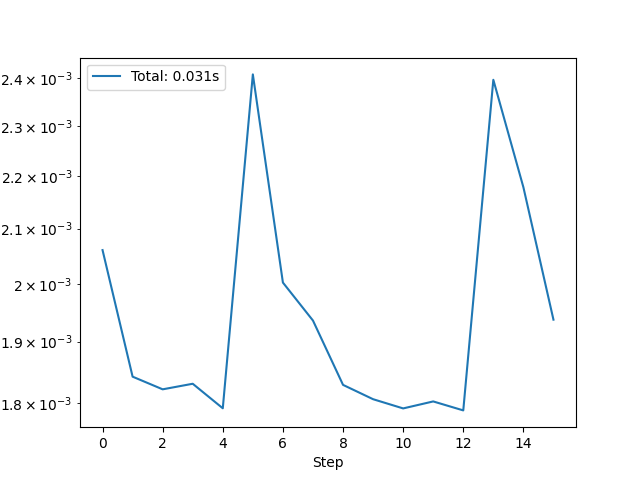 Total: 0.031s
2.4 × 10⁻³
2.3 × 10⁻³
2.2 × 10⁻³
2.1 × 10⁻³
2 × 10⁻³
1.9 × 10⁻³
1.8 × 10⁻³
0 2 4 6 8 10 12 14
Step